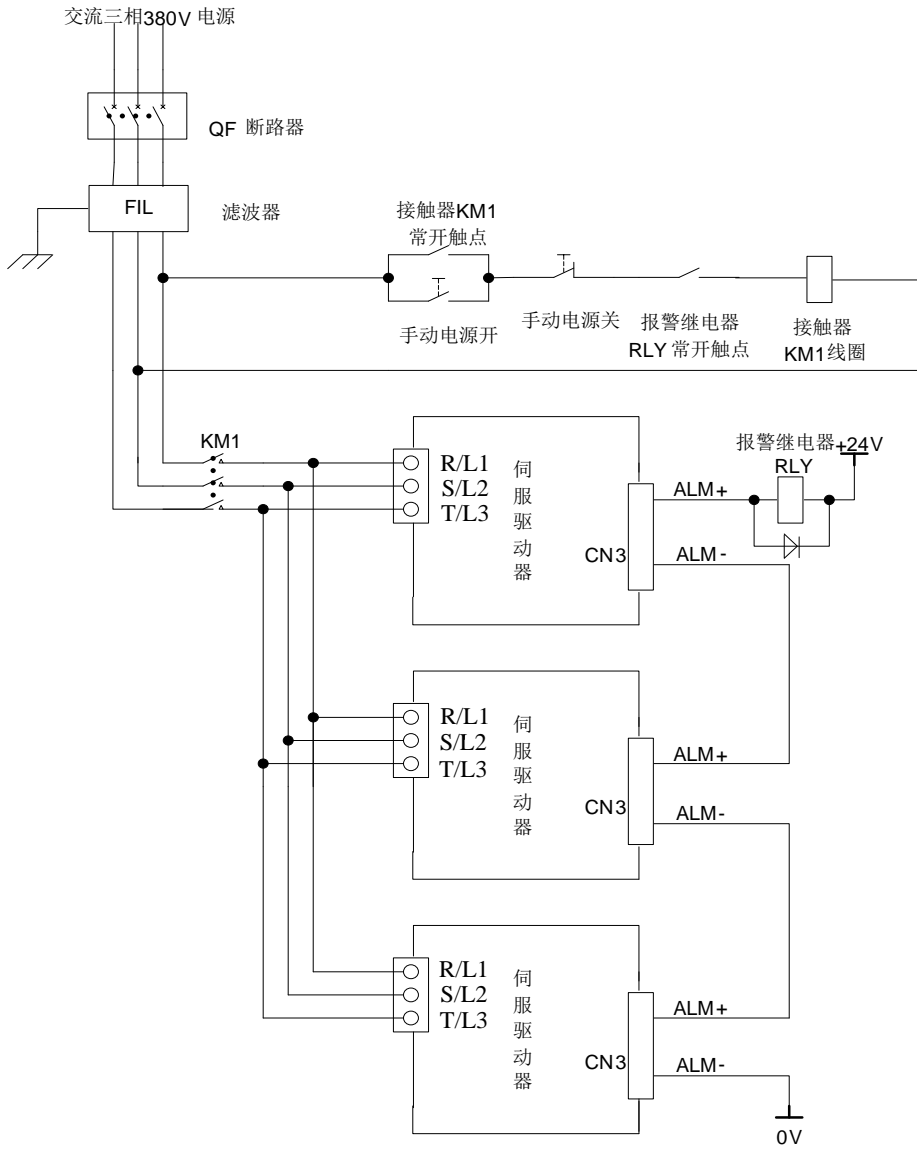 交流三相380V 电源
QF 断路器
FIL
滤波器
接触器KM1
常开触点
手动电源开
手动电源关
报警继电器
RLY 常开触点
接触器
KM1线圈
KM1
R/L1
S/L2
T/L3
伺服驱动器
CN3
ALM+
ALM-
报警继电器
RLY
+24V
R/L1
S/L2
T/L3
伺服驱动器
CN3
ALM+
ALM-
R/L1
S/L2
T/L3
伺服驱动器
CN3
ALM+
ALM-
0V